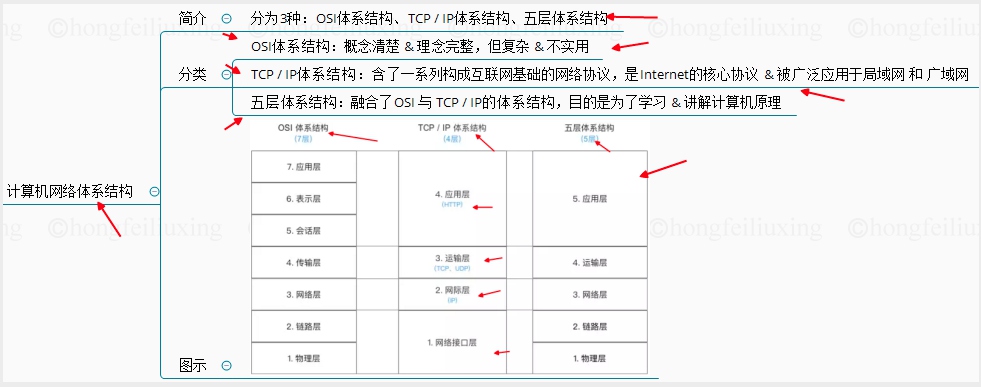 简介
分为3种：OSI体系结构、TCP / IP体系结构、五层体系结构
OSI体系结构：概念清楚 & 理念完整，但复杂 & 不实用
分类
TCP / IP体系结构：含了一系列构成互联网基础的网络协议，是Internet的核心协议 & 被广泛应用于局域网 和 广域网
五层体系结构：融合了OSI 与 TCP / IP的体系结构，目的是为了学习 & 讲解计算机原理
计算机网络体系结构
图示
OSI 体系结构
(7层)
7. 应用层
6. 表示层
5. 会话层
4. 传输层
3. 网络层
2. 链路层
1. 物理层
TCP / IP 体系结构
(4层)
4. 应用层
(HTTP)
3. 运输层
(TCP、UDP)
2. 网际层
(IP)
1. 网络接口层
五层体系结构
(5层)
5. 应用层
4. 运输层
3. 网络层
2. 链路层
1. 物理层
©hongfeiliuxing
©hongfeiliuxing